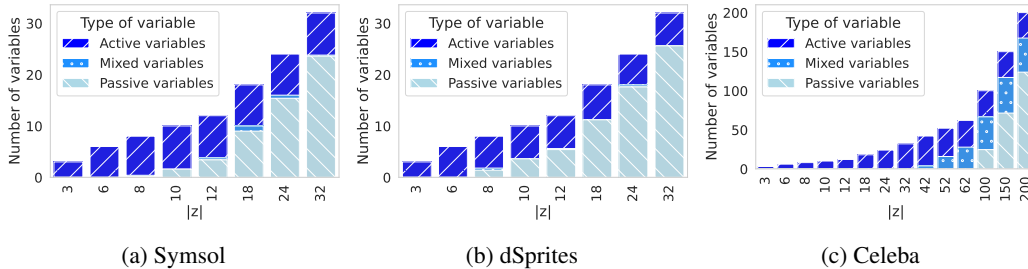 Number of variables
30
20
10
0
Type of variable
Active variables
Mixed variables
Passive variables
3 6 8 10 12 18 24 32
|z|
(a) Symsol
Number of variables
30
20
10
0
Type of variable
Active variables
Mixed variables
Passive variables
3 6 8 10 12 18 24 32
|z|
(b) dSprites
Number of variables
200
150
100
50
0
Type of variable
Active variables
Mixed variables
Passive variables
3 6 8 10 12 18 24 32 42 52 62 100 150 200
|z|
(c) Celeba